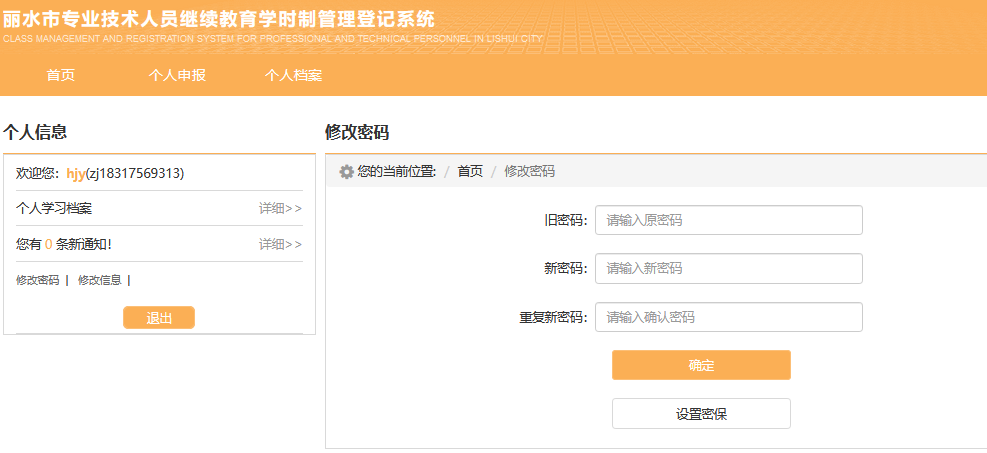 丽水市专业技术人员继续教育学时制管理登记系统
CLASS MANAGEMENT AND REGISTRATION SYSTEM FOR PROFESSIONAL AND TECHNICAL PERSONNEL IN LISHUI CITY
首页 个人申报 个人档案
个人信息
欢迎您：hjy(zj18317569313)
个人学习档案 详细>>
您有 0 条新通知！ 详细>>
修改密码 | 修改信息 |
退出
修改密码
您的当前位置: / 首页 / 修改密码
旧密码： 请输入原密码
新密码： 请输入新密码
重复新密码： 请输入确认密码
确定
设置密保